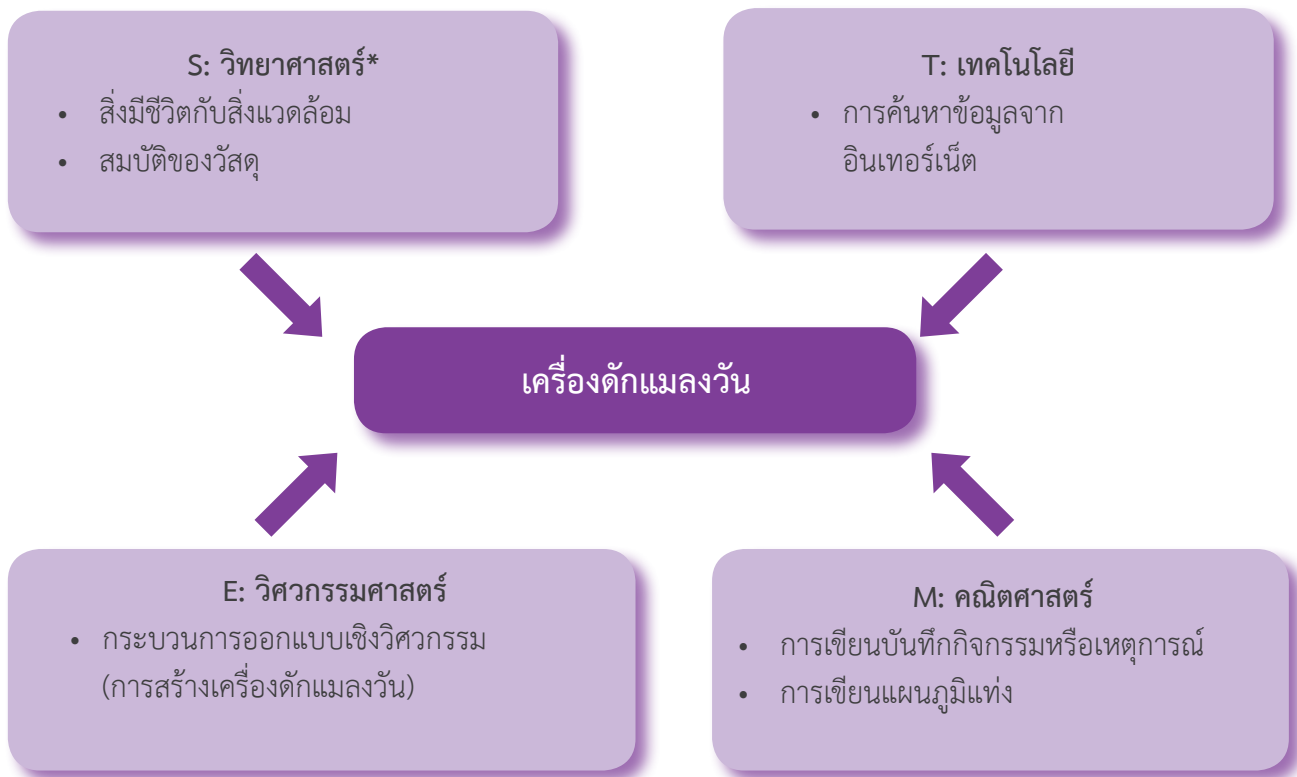 S: วิทยาศาสตร์*
• สิ่งมีชีวิตกับสิ่งแวดล้อม
• สมบัติของวัสดุ
T: เทคโนโลยี
• การค้นหาข้อมูลจาก
อินเทอร์เน็ต
เครื่องดักแมลงวัน
E: วิศวกรรมศาสตร์
• กระบวนการออกแบบเชิงวิศวกรรม
(การสร้างเครื่องดักแมลงวัน)
M: คณิตศาสตร์
• การเขียนบันทึกกิจกรรมหรือเหตุการณ์
• การเขียนแผนภูมิแท่ง